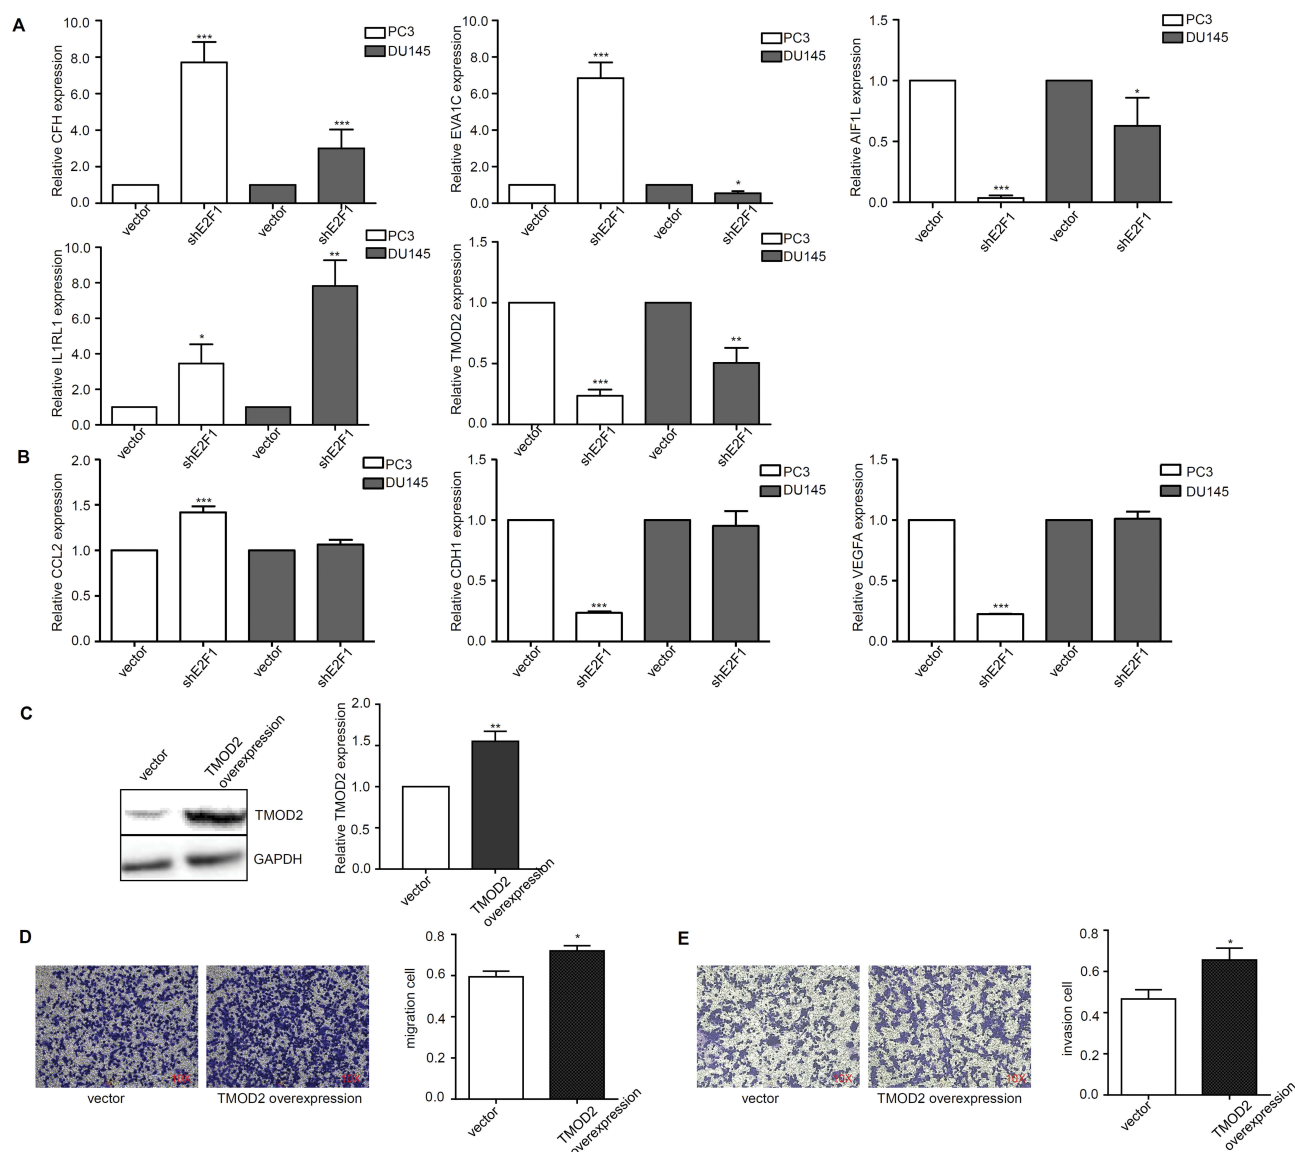 A
Relative CFH expression
10.0
8.0
6.0
4.0
2.0
0.0
***
***
vector
shE2F1
vector
shE2F1
PC3
DU145
Relative EVA1C expression
10.0
8.0
6.0
4.0
2.0
0.0
***
*
vector
shE2F1
vector
shE2F1
PC3
DU145
Relative AIF1L expression
1.5
1.0
0.5
0.0
***
*
vector
shE2F1
vector
shE2F1
PC3
DU145
Relative IL1RL1 expression
10.0
8.0
6.0
4.0
2.0
0.0
*
**
vector
shE2F1
vector
shE2F1
PC3
DU145
Relative TMOD2 expression
1.5
1.0
0.5
0.0
***
**
vector
shE2F1
vector
shE2F1
PC3
DU145
B
Relative CCL2 expression
2.0
1.5
1.0
0.5
0.0
***
vector
shE2F1
vector
shE2F1
PC3
DU145
Relative CDH1 expression
1.5
1.0
0.5
0.0
***
vector
shE2F1
vector
shE2F1
PC3
DU145
Relative VEGFA expression
1.5
1.0
0.5
0.0
***
vector
shE2F1
vector
shE2F1
PC3
DU145
C
vector
TMOD2
overexpression
TMOD2
GAPDH
Relative TMOD2 expression
2.0
1.5
1.0
0.5
0.0
**
vector
TMOD2
overexpression
D
10X
10X
vector
TMOD2 overexpression
migration cell
0.8
0.6
0.4
0.2
0.0
*
vector
TMOD2
overexpression
E
10X
10X
vector
TMOD2 overexpression
invasion cell
0.8
0.6
0.4
0.2
0.0
*
vector
TMOD2
overexpression